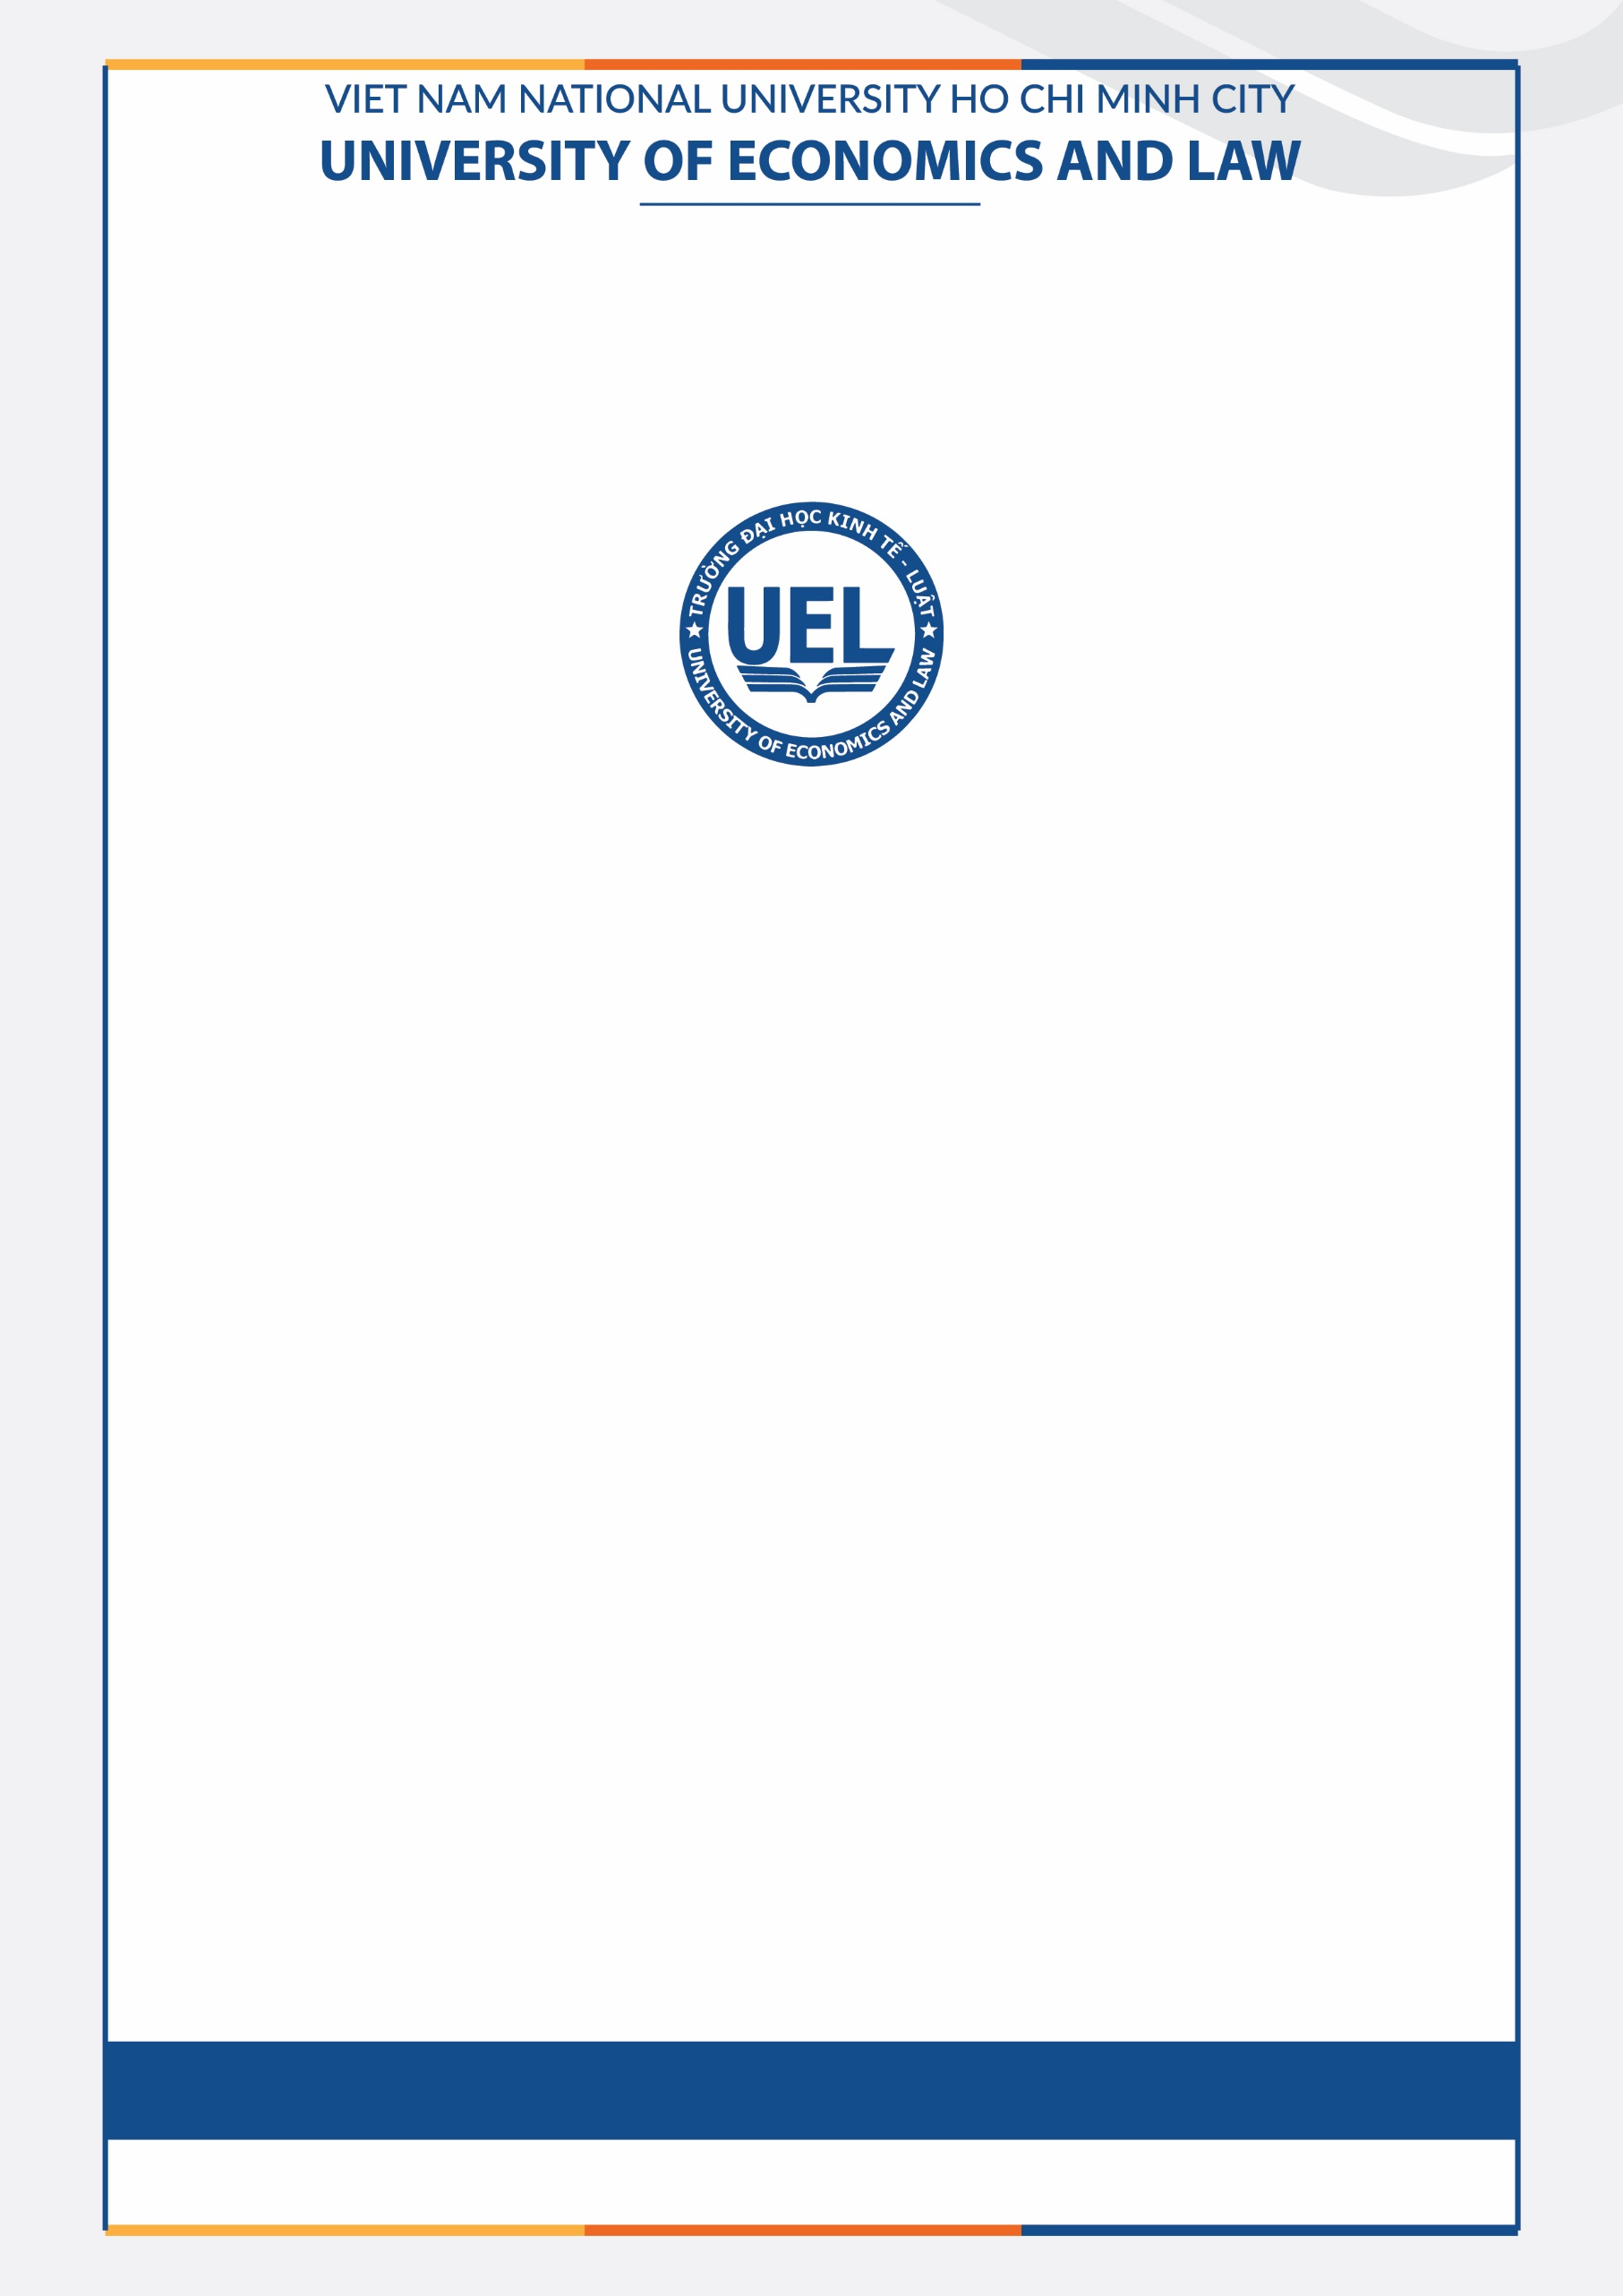 VIET NAM NATIONAL UNIVERSITY HO CHI MINH CITY
UNIVERSITY OF ECONOMICS AND LAW
TRƯỜNG ĐẠI HỌC KINH TẾ - LUẬT
UEL
UNIVERSITY OF ECONOMICS AND LAW